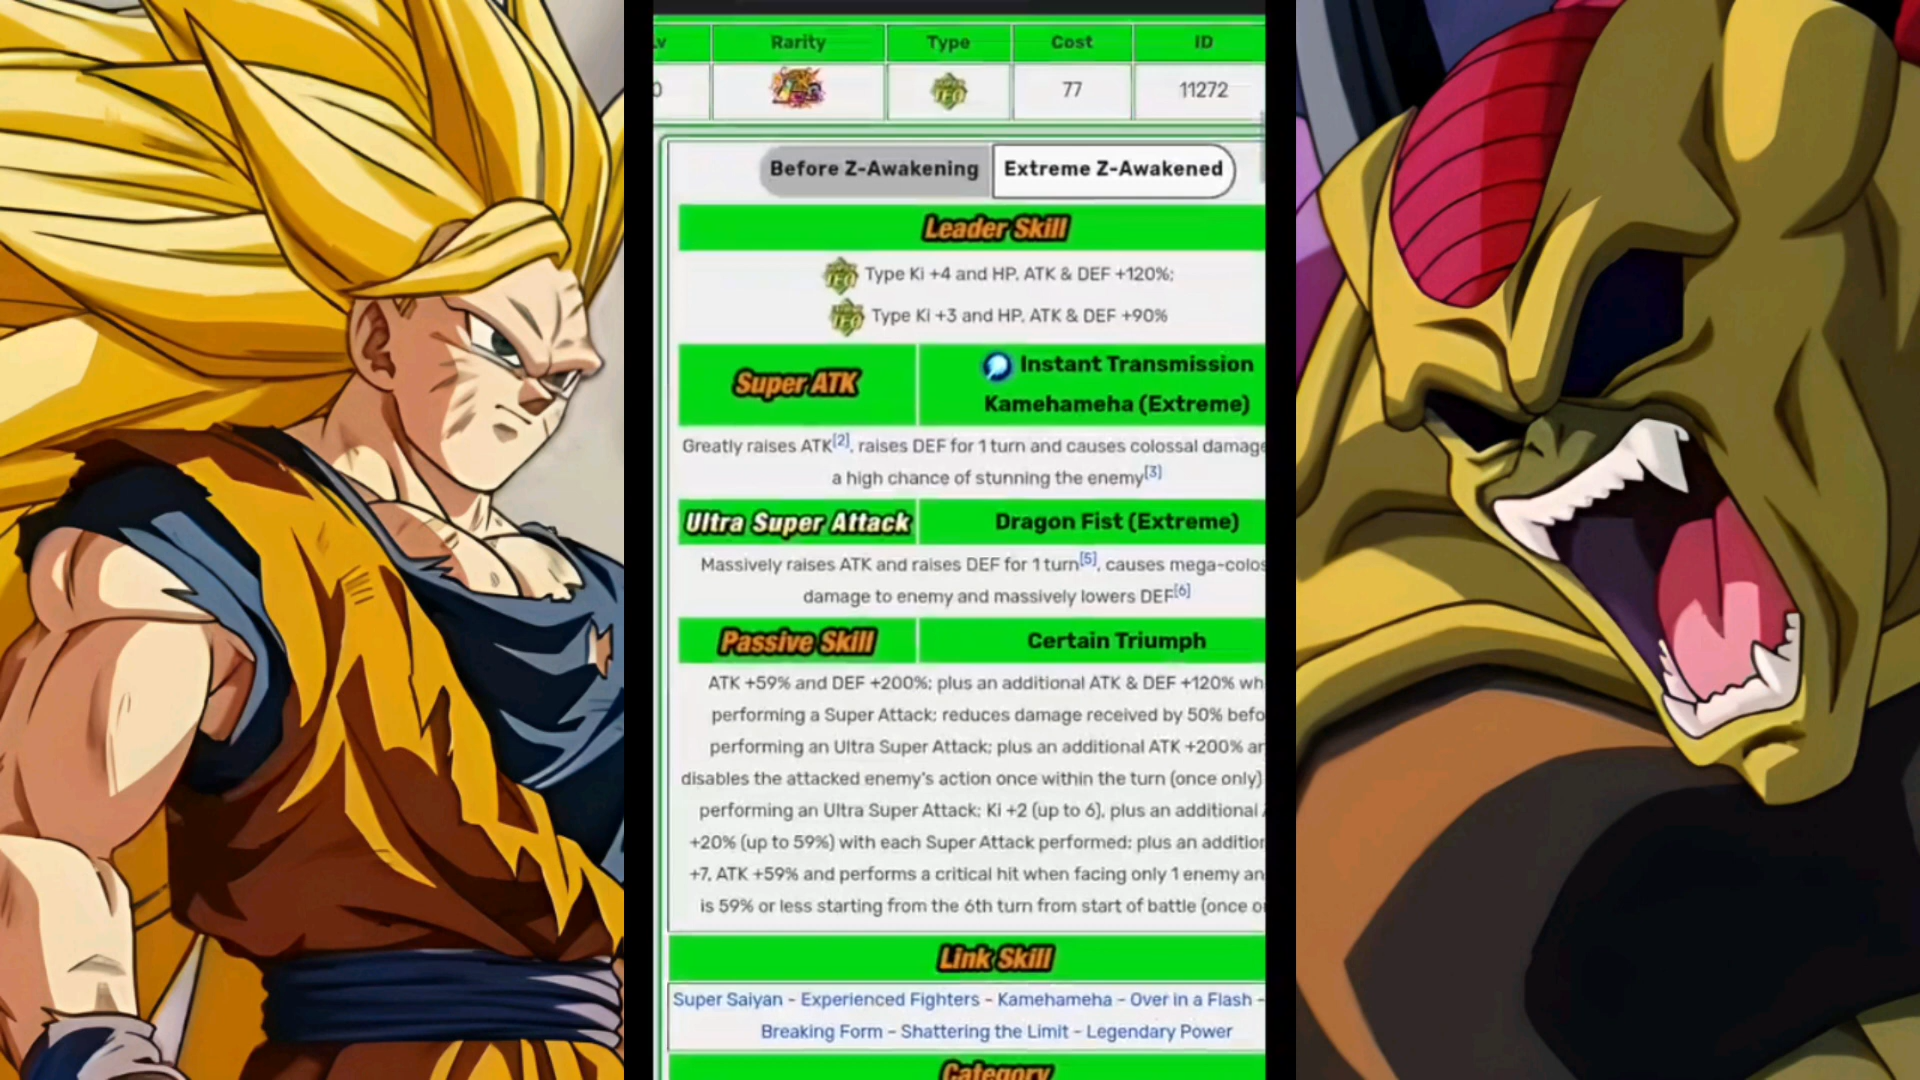 Rarity Type Cost ID
TEQ 77 11272
Before Z-Awakening Extreme Z-Awakened
Leader Skill
TEQ Type Ki +4 and HP, ATK & DEF +120%;
TEQ Type Ki +3 and HP, ATK & DEF +90%
Super ATK
Instant Transmission
Kamehameha (Extreme)
Greatly raises ATK[2], raises DEF for 1 turn and causes colossal damage
a high chance of stunning the enemy[3]
Ultra Super Attack Dragon Fist (Extreme)
Massively raises ATK and raises DEF for 1 turn[5], causes mega-colos
damage to enemy and massively lowers DEF[6]
Passive Skill Certain Triumph
ATK +59% and DEF +200%; plus an additional ATK & DEF +120% wh
performing a Super Attack; reduces damage received by 50% befo
performing an Ultra Super Attack; plus an additional ATK +200% an
disables the attacked enemy's action once within the turn (once only)
performing an Ultra Super Attack; Ki +2 (up to 6), plus an additional
+20% (up to 59%) with each Super Attack performed; plus an addition
+7, ATK +59% and performs a critical hit when facing only 1 enemy an
is 59% or less starting from the 6th turn from start of battle (once o
Link Skill
Super Saiyan - Experienced Fighters - Kamehameha - Over in a Flash -
Breaking Form - Shattering the Limit - Legendary Power
Category